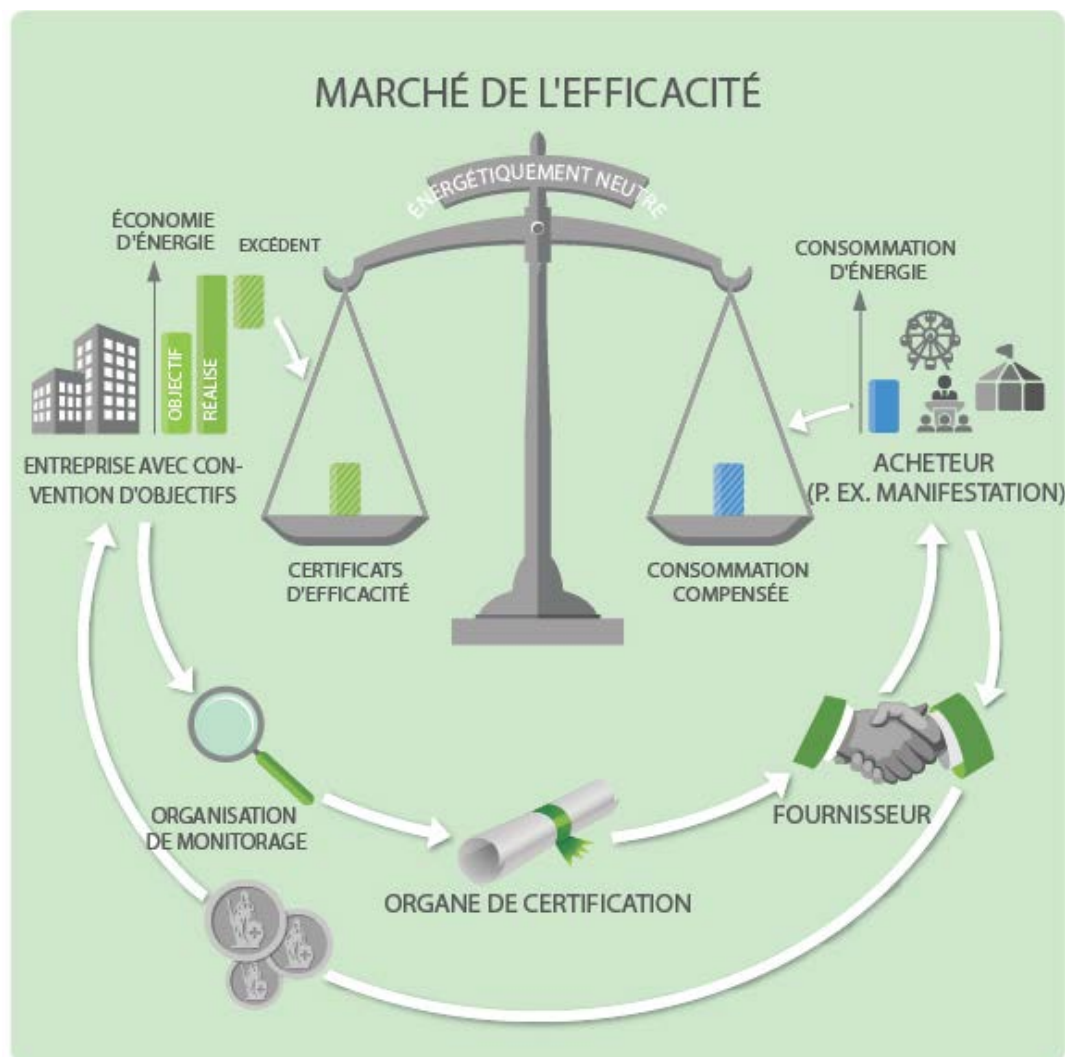 MARCHÉ DE L'EFFICACITÉ
ÉNERGÉTIQUEMENT NEUTRE
ÉCONOMIE
D'ÉNERGIE
EXCÉDENT
OBJECTIF
RÉALISE
ENTREPRISE AVEC CON-
VENTION D'OBJECTIFS
CONSOMMATION
D'ÉNERGIE
ACHETEUR
(P. EX. MANIFESTATION)
CERTIFICATS
D'EFFICACITÉ
CONSOMMATION
COMPENSÉE
ORGANISATION
DE MONITORAGE
ORGANE DE CERTIFICATION
FOURNISSEUR